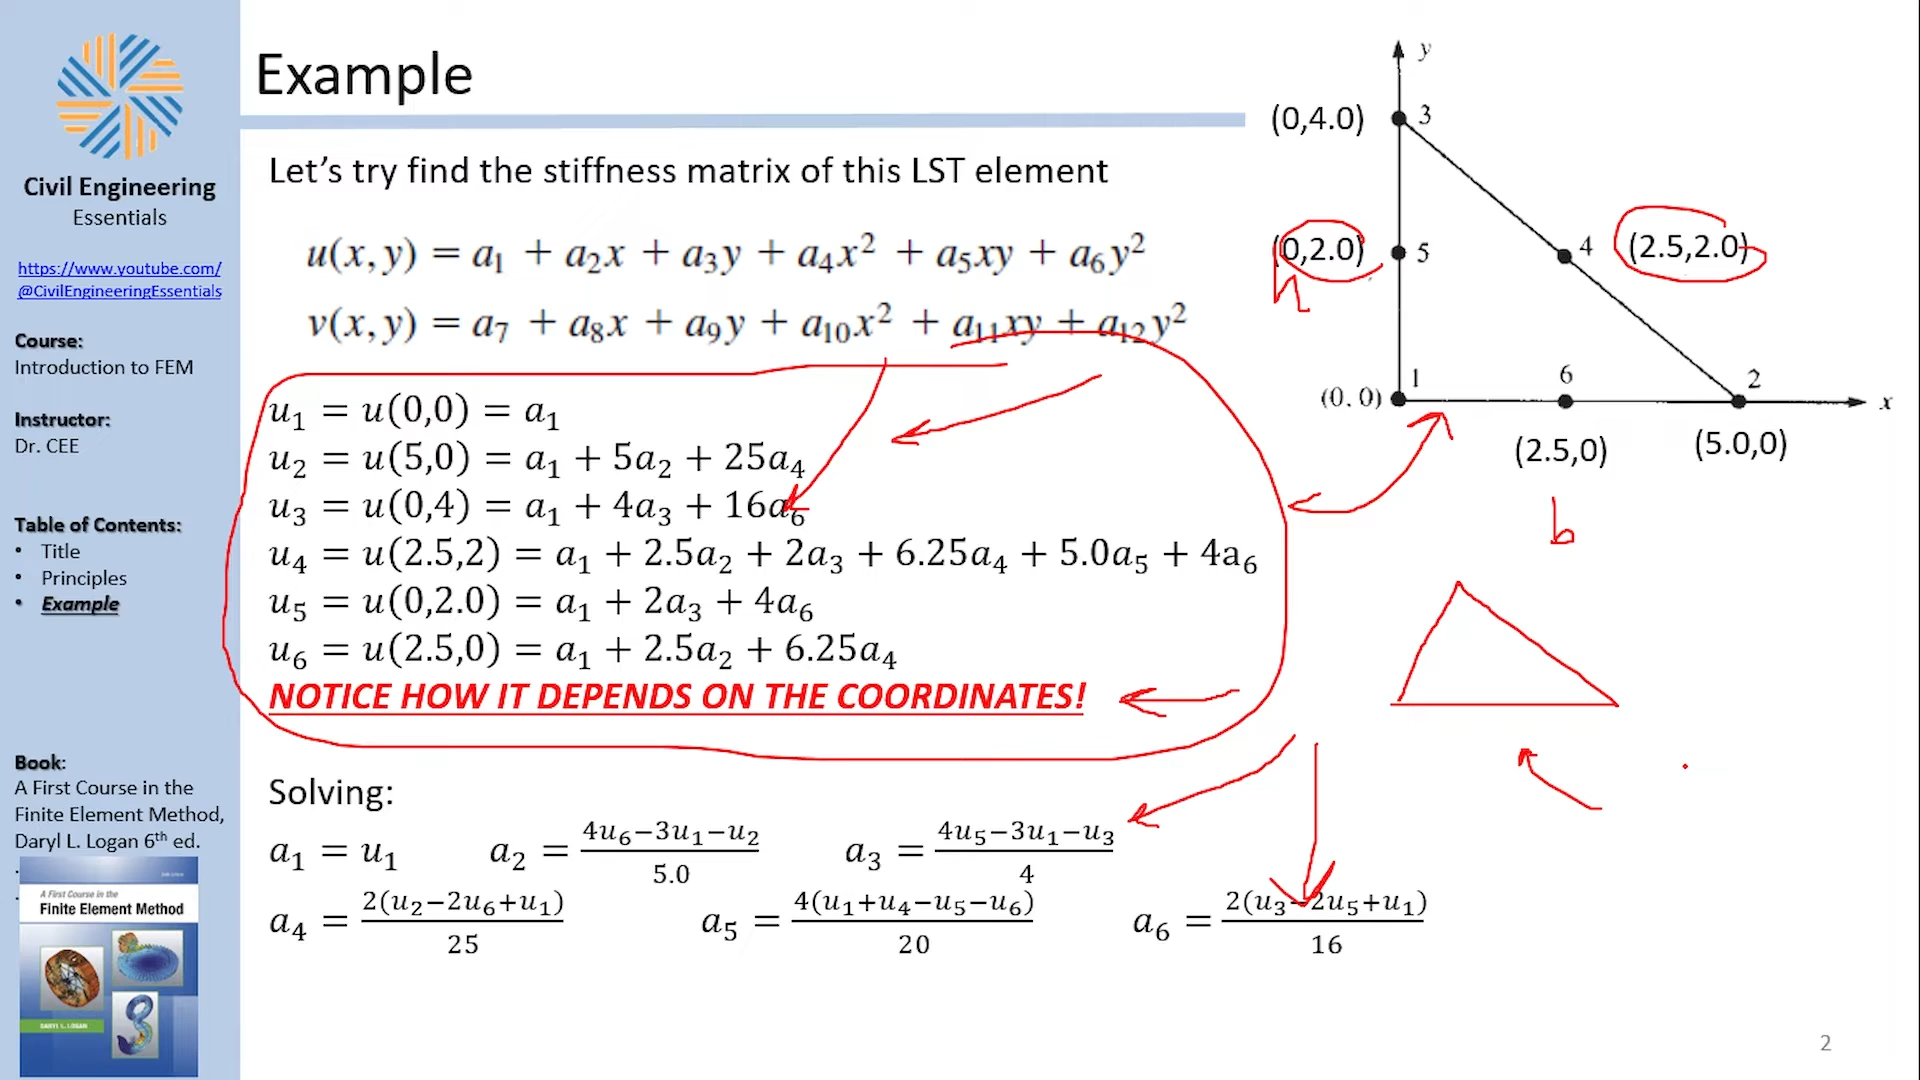 Civil Engineering
Essentials
https://www.youtube.com/
@CivilEngineeringEssentials
Course:
Introduction to FEM
Instructor:
Dr. CEE
Table of Contents:
• Title
• Principles
• Example
Book:
A First Course in the
Finite Element Method,
Daryl L. Logan 6th ed.
A First Course in the
Finite Element Method
DARYL L. LOGAN
Example
Let's try find the stiffness matrix of this LST element
u(x, y) = a₁ + a₂x + a₃y + a₄x² + a₅xy + a₆y²
v(x, y) = a₇ + a₈x + a₉y + a₁₀x² + a₁₁xy + a₁₂y²
u₁ = u(0,0) = a₁
u₂ = u(5,0) = a₁ + 5a₂ + 25a₄
u₃ = u(0,4) = a₁ + 4a₃ + 16a₆
u₄ = u(2.5,2) = a₁ + 2.5a₂ + 2a₃ + 6.25a₄ + 5.0a₅ + 4a₆
u₅ = u(0,2.0) = a₁ + 2a₃ + 4a₆
u₆ = u(2.5,0) = a₁ + 2.5a₂ + 6.25a₄
NOTICE HOW IT DEPENDS ON THE COORDINATES!
Solving:
a₁ = u₁ a₂ = (4u₆−3u₁−u₂)/5.0 a₃ = (4u₅−3u₁−u₃)/4
a₄ = 2(u₂−2u₆+u₁)/25 a₅ = 4(u₁+u₄−u₅−u₆)/20 a₆ = 2(u₃−2u₅+u₁)/16
y
(0,4.0) 3
(0,2.0) 5 4 (2.5,2.0)
h
1 6 2
(0, 0) x
(2.5,0) (5.0,0)
b
2